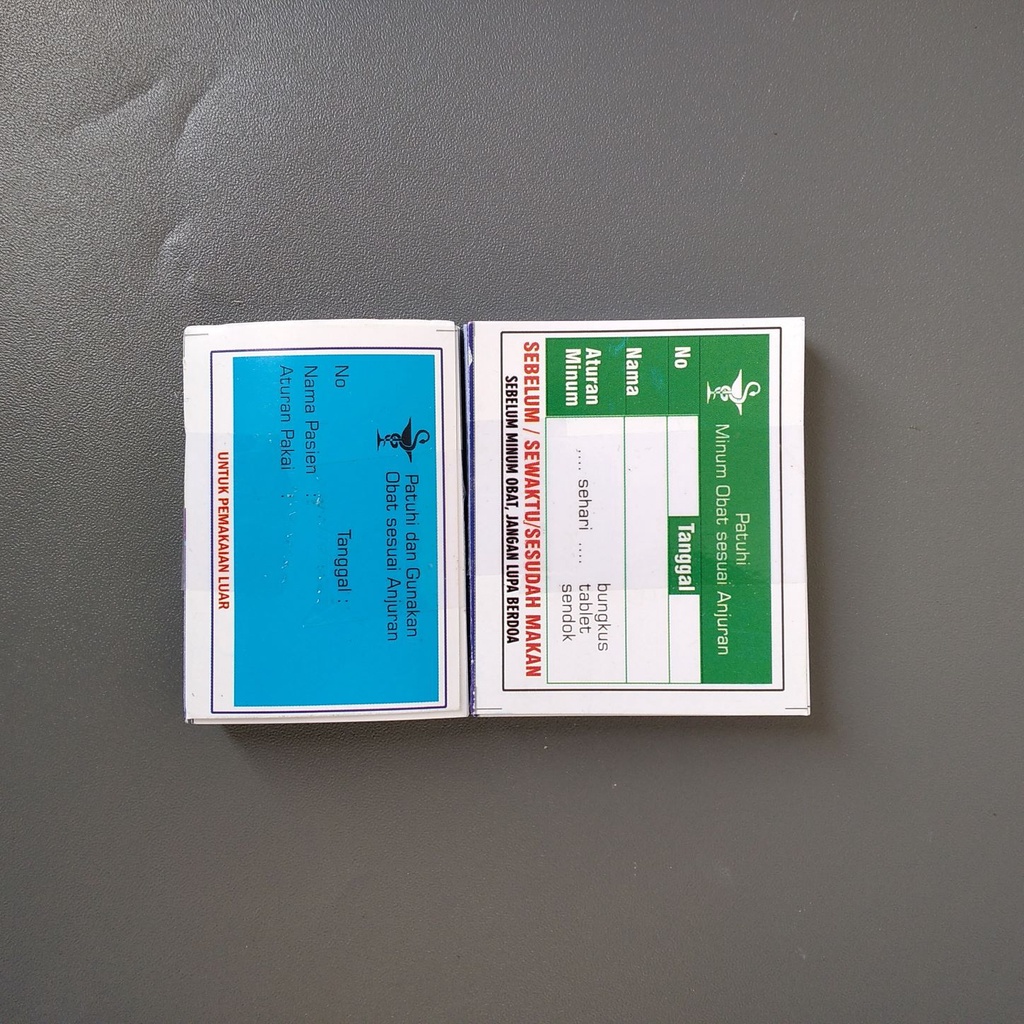 Patuhi
Minum Obat sesuai Anjuran
No
Tanggal
Nama
Aturan
Minum
.... sehari ....
bungkus
tablet
sendok
SEBELUM / SEWAKTU/SESUDAH MAKAN
SEBELUM MINUM OBAT, JANGAN LUPA BERDOA
Patuhi dan Gunakan
Obat sesuai Anjuran
No Tanggal :
Nama Pasien :
Aturan Pakai :
UNTUK PEMAKAIAN LUAR